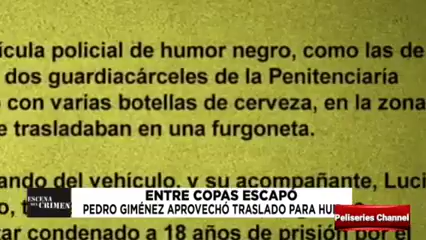 ícula policial de humor negro, como las de
dos guardiacárceles de la Penitenciaría
con varias botellas de cerveza, en la zona
e trasladaban en una furgoneta.
ando del vehículo, y su acompañante, Luci
ESCENA DEL CRIMEN
ENTRE COPAS ESCAPÓ
PEDRO GIMÉNEZ APROVECHÓ TRASLADO PARA HU
Peliseries Channel
tar condenado a 18 años de prisión por el